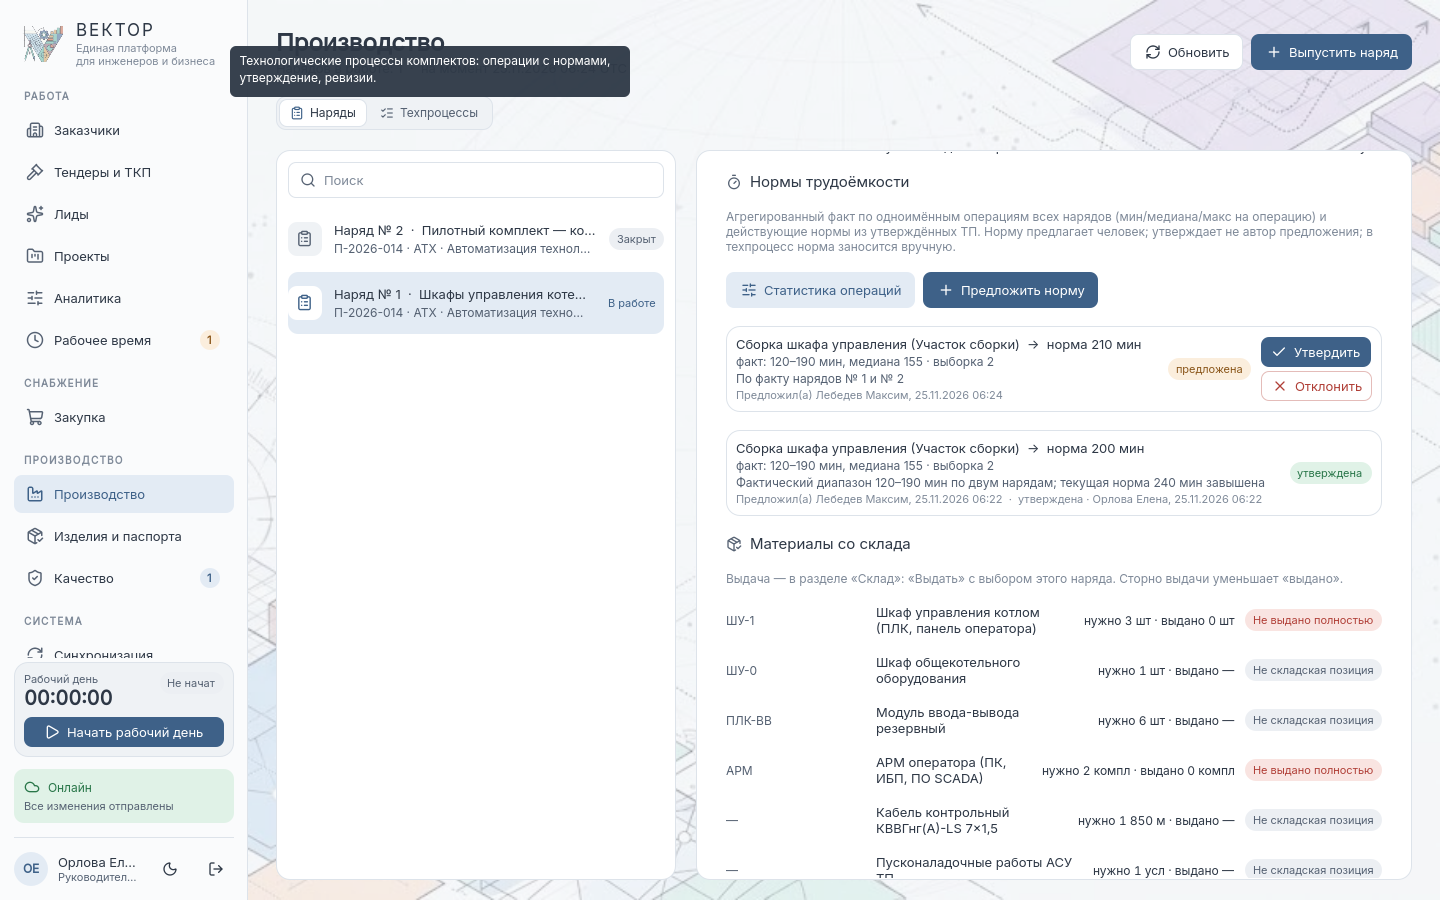 ВЕКТОР
Единая платформа
для инженеров и бизнеса
РАБОТА
Заказчики
Тендеры и ТКП
Лиды
Проекты
Аналитика
Рабочее время 1
СНАБЖЕНИЕ
Закупка
ПРОИЗВОДСТВО
Производство
Изделия и паспорта
Качество 1
СИСТЕМА
Синхронизация
Рабочий день
Не начат
00:00:00
Начать рабочий день
Онлайн
Все изменения отправлены
ОЕ
Орлова Ел...
Руководител...
Производство
Технологические процессы комплектов: операции с нормами,
утверждение, ревизии.
Обновить
Выпустить наряд
Наряды
Техпроцессы
Поиск
Наряд № 2 · Пилотный комплект — ко...
П-2026-014 · АТХ · Автоматизация технол...
Закрыт
Наряд № 1 · Шкафы управления коте...
П-2026-014 · АТХ · Автоматизация техно...
В работе
Нормы трудоёмкости
Агрегированный факт по одноимённым операциям всех нарядов (мин/медиана/макс на операцию) и
действующие нормы из утверждённых ТП. Норму предлагает человек; утверждает не автор предложения; в
техпроцесс норма заносится вручную.
Статистика операций
Предложить норму
Сборка шкафа управления (Участок сборки) → норма 210 мин
факт: 120–190 мин, медиана 155 · выборка 2
По факту нарядов № 1 и № 2
Предложил(а) Лебедев Максим, 25.11.2026 06:24
предложена
Утвердить
Отклонить
Сборка шкафа управления (Участок сборки) → норма 200 мин
факт: 120–190 мин, медиана 155 · выборка 2
Фактический диапазон 120–190 мин по двум нарядам; текущая норма 240 мин завышена
Предложил(а) Лебедев Максим, 25.11.2026 06:22 · утверждена · Орлова Елена, 25.11.2026 06:22
утверждена
Материалы со склада
Выдача — в разделе «Склад»: «Выдать» с выбором этого наряда. Сторно выдачи уменьшает «выдано».
ШУ-1
Шкаф управления котлом
(ПЛК, панель оператора)
нужно 3 шт · выдано 0 шт
Не выдано полностью
ШУ-0
Шкаф общекотельного
оборудования
нужно 1 шт · выдано —
Не складская позиция
ПЛК-ВВ
Модуль ввода-вывода
резервный
нужно 6 шт · выдано —
Не складская позиция
АРМ
АРМ оператора (ПК,
ИБП, ПО SCADA)
нужно 2 компл · выдано 0 компл
Не выдано полностью
—
Кабель контрольный
КВВГнг(А)-LS 7×1,5
нужно 1 850 м · выдано —
Не складская позиция
—
Пусконаладочные работы АСУ
ТП
нужно 1 усл · выдано —
Не складская позиция